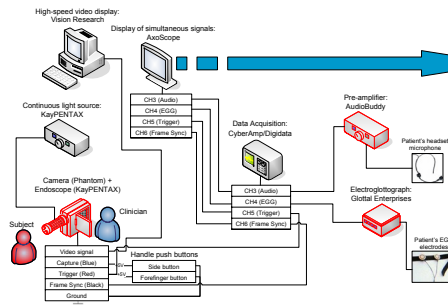 High-speed video display:
Vision Research
Display of simultaneous signals:
AxoScope
Continuous light source:
KayPENTAX
CH3 (Audio)
CH4 (EGG)
CH5 (Trigger)
CH6 (Frame Sync)
Data Acquisition:
CyberAmp/Digidata
Pre-amplifier:
AudioBuddy
Patient's headset
microphone
Camera (Phantom) +
Endoscope (KayPENTAX)
CH3 (Audio)
CH4 (EGG)
CH5 (Trigger)
CH6 (Frame Sync)
Electroglottograph:
Glottal Enterprises
Subject
Clinician
Patient's EG
electrodes
Video signal
Capture (Blue)
Trigger (Red)
Frame Sync (Black)
Ground
Handle push buttons
Side button
Forefinger button